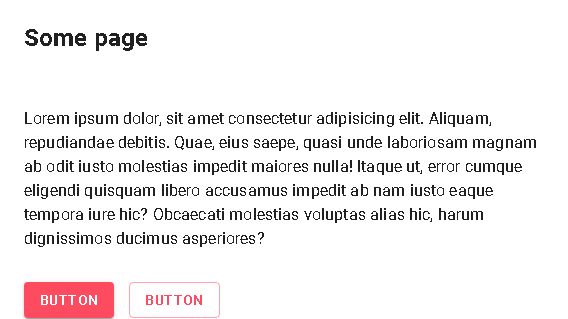 Some page
Lorem ipsum dolor, sit amet consectetur adipisicing elit. Aliquam,
repudiandae debitis. Quae, eius saepe, quasi unde laboriosam magnam
ab odit iusto molestias impedit maiores nulla! Itaque ut, error cumque
eligendi quisquam libero accusamus impedit ab nam iusto eaque
tempora iure hic? Obcaecati molestias voluptas alias hic, harum
dignissimos ducimus asperiores?
BUTTON BUTTON